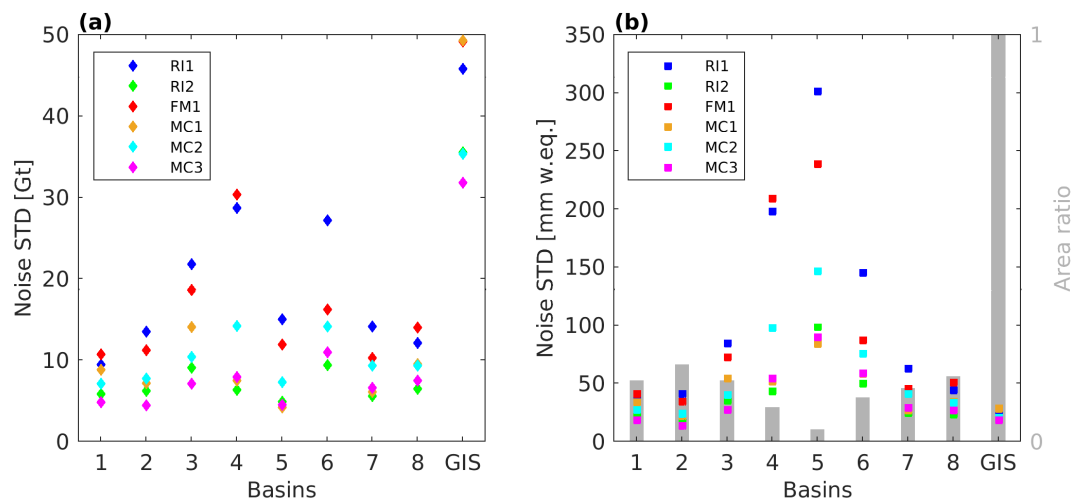 (a)
50
40
30
20
10
0
Noise STD [Gt]
RI1
RI2
FM1
MC1
MC2
MC3
1 2 3 4 5 6 7 8 GIS
Basins
(b)
350
300
250
200
150
100
50
0
Noise STD [mm w.eq.]
RI1
RI2
FM1
MC1
MC2
MC3
1
0
Area ratio
1 2 3 4 5 6 7 8 GIS
Basins